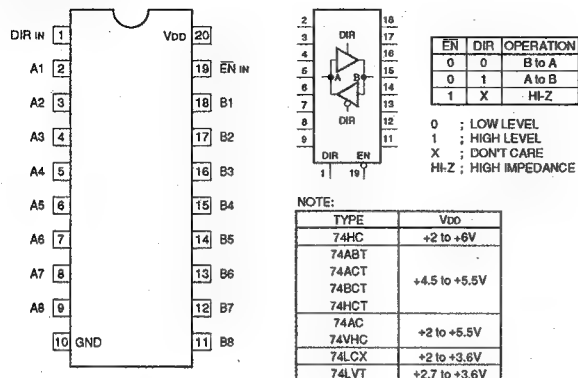 DIR IN 1 VDD 20
A1 2 19 EN IN
A2 3 18 B1
A3 4 17 B2
A4 5 16 B3
A5 6 15 B4
A6 7 14 B5
A7 8 13 B6
A8 9 12 B7
10 GND 11 B8
2 18
3 17
4 16
5 15
6 14
7 13
8 12
9 11
DIR
A B
DIR
DIR EN
1 19
EN DIR OPERATION
0 0 B to A
0 1 A to B
1 X HI-Z
0 ; LOW LEVEL
1 ; HIGH LEVEL
X ; DON'T CARE
HI-Z ; HIGH IMPEDANCE
NOTE:
TYPE VDD
74HC +2 to +6V
74ABT
74ACT
74BCT
74HCT
+4.5 to +5.5V
74AC
74VHC
+2 to +5.5V
74LCX +2 to +3.6V
74LVT +2.7 to +3.6V